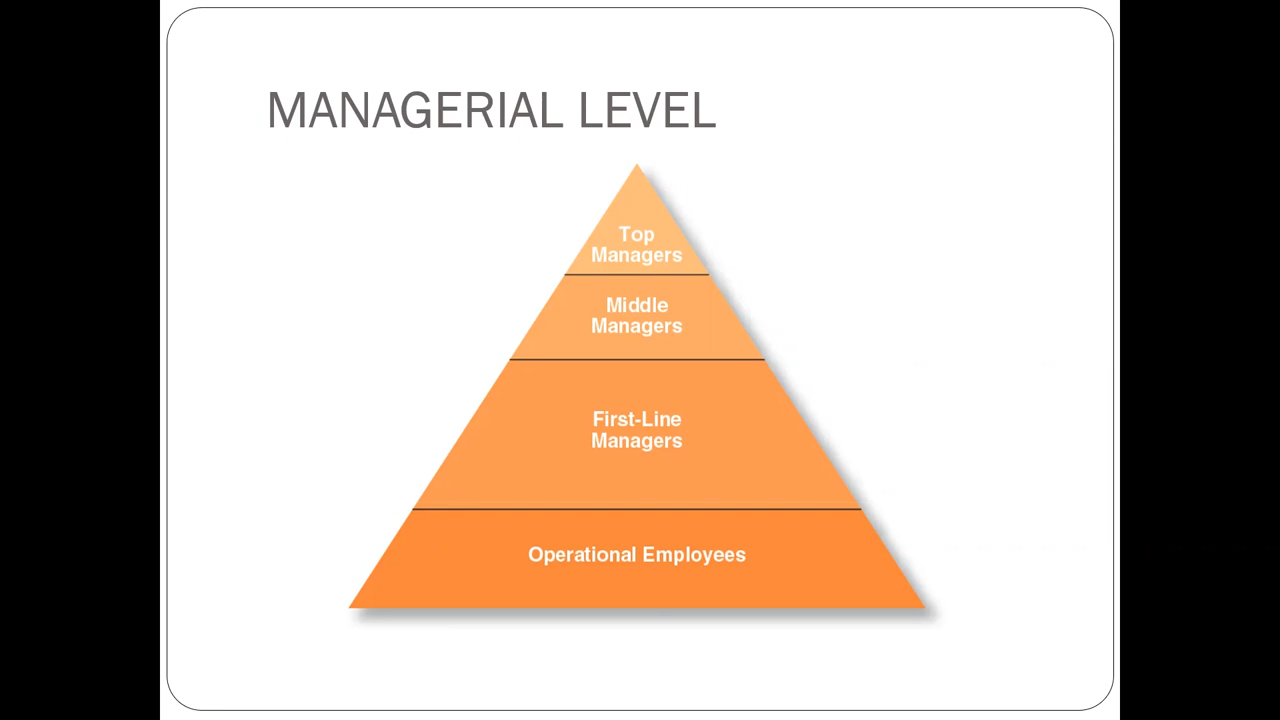 MANAGERIAL LEVEL
Top
Managers
Middle
Managers
First-Line
Managers
Operational Employees